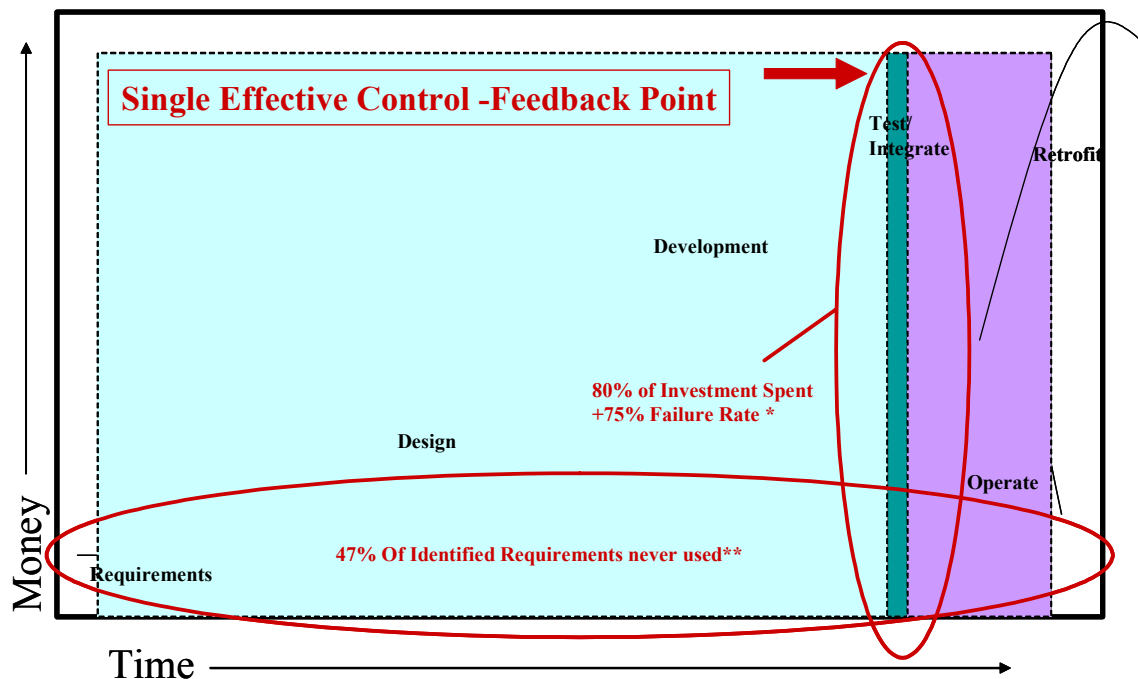 Single Effective Control -Feedback Point
Test/
Integrate
Retrofit
Development
80% of Investment Spent
+75% Failure Rate *
Design
Operate
47% Of Identified Requirements never used**
Requirements
Money
Time